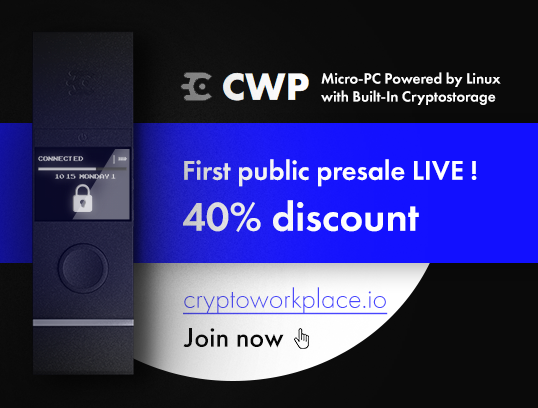 CWP
Micro-PC Powered by Linux
with Built-In Cryptostorage
CONNECTED
10 15 MONDAY 1
First public presale LIVE !
40% discount
cryptoworkplace.io
Join now